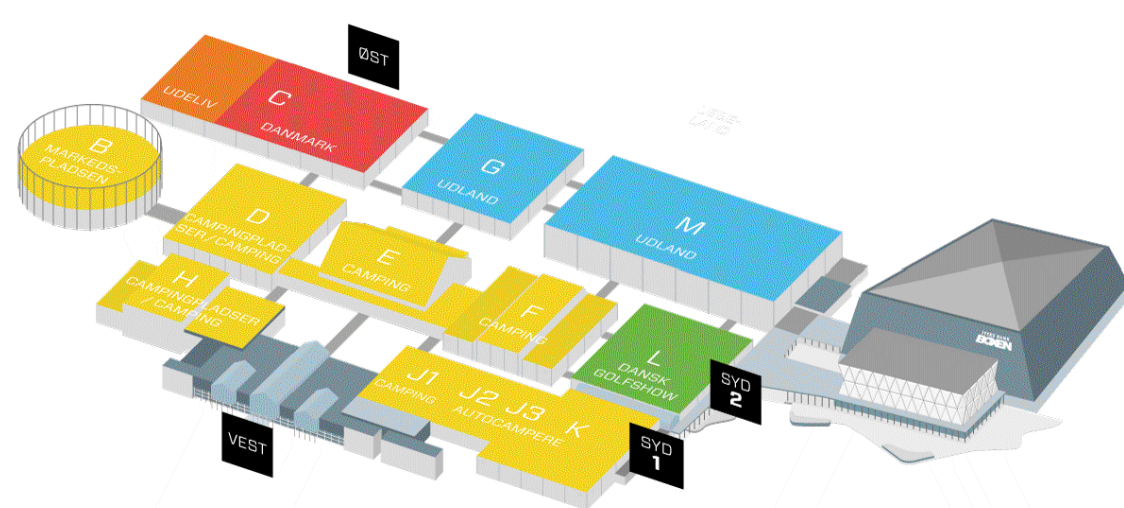 ØST
UDELIV
C
DANMARK
B
MARKEDS-
PLADSEN
G
UDLAND
M
UDLAND
D
CAMPINGPLAD-
SER/CAMPING
E
CAMPING
H
CAMPINGPLADSER
/CAMPING
F
CAMPING
L
DANSK
GOLFSHOW
J1
CAMPING
J2 J3
AUTOCAMPERE
K
VEST
SYD
1
SYD
2
BOXEN